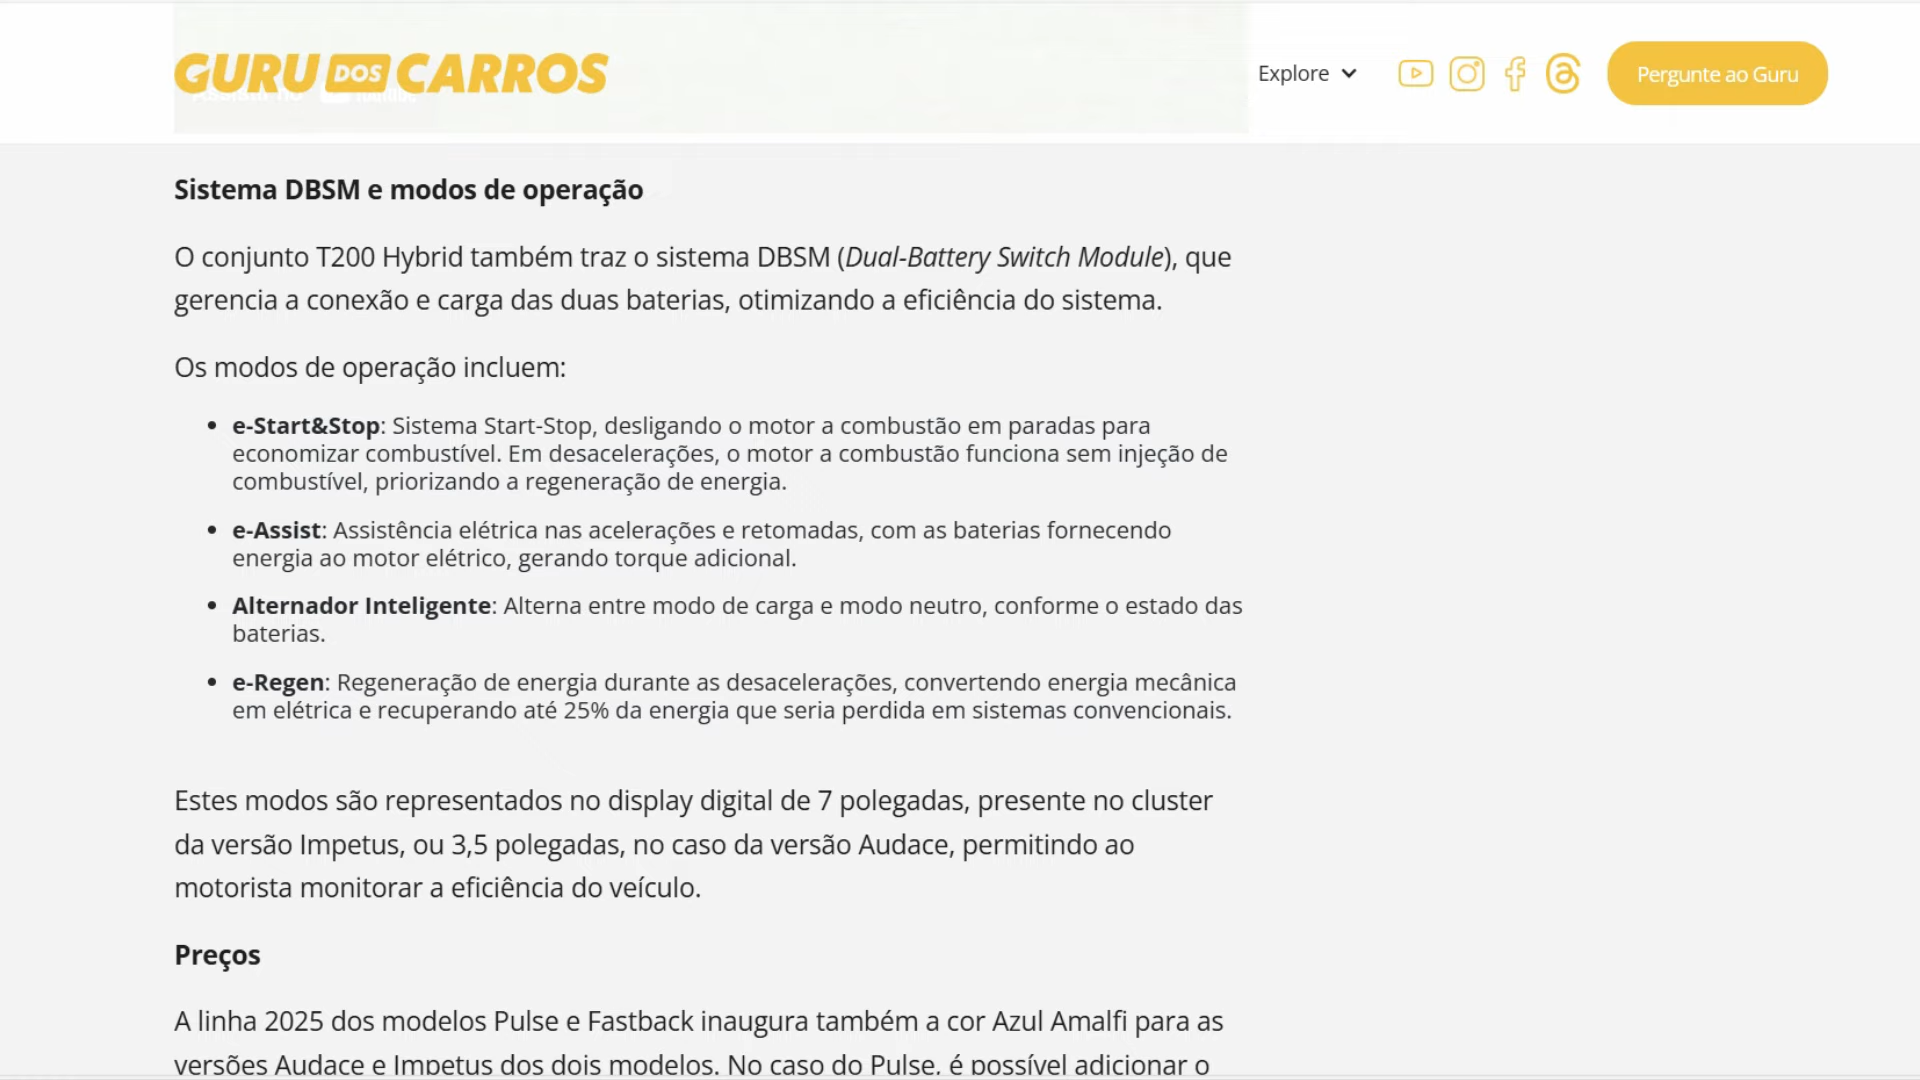 GURU DOS CARROS
Explore
Pergunte ao Guru
Sistema DBSM e modos de operação
O conjunto T200 Hybrid também traz o sistema DBSM (Dual-Battery Switch Module), que
gerencia a conexão e carga das duas baterias, otimizando a eficiência do sistema.
Os modos de operação incluem:
e-Start&Stop: Sistema Start-Stop, desligando o motor a combustão em paradas para
economizar combustível. Em desacelerações, o motor a combustão funciona sem injeção de
combustível, priorizando a regeneração de energia.
e-Assist: Assistência elétrica nas acelerações e retomadas, com as baterias fornecendo
energia ao motor elétrico, gerando torque adicional.
Alternador Inteligente: Alterna entre modo de carga e modo neutro, conforme o estado das
baterias.
e-Regen: Regeneração de energia durante as desacelerações, convertendo energia mecânica
em elétrica e recuperando até 25% da energia que seria perdida em sistemas convencionais.
Estes modos são representados no display digital de 7 polegadas, presente no cluster
da versão Impetus, ou 3,5 polegadas, no caso da versão Audace, permitindo ao
motorista monitorar a eficiência do veículo.
Preços
A linha 2025 dos modelos Pulse e Fastback inaugura também a cor Azul Amalfi para as
versões Audace e Impetus dos dois modelos. No caso do Pulse, é possível adicionar o